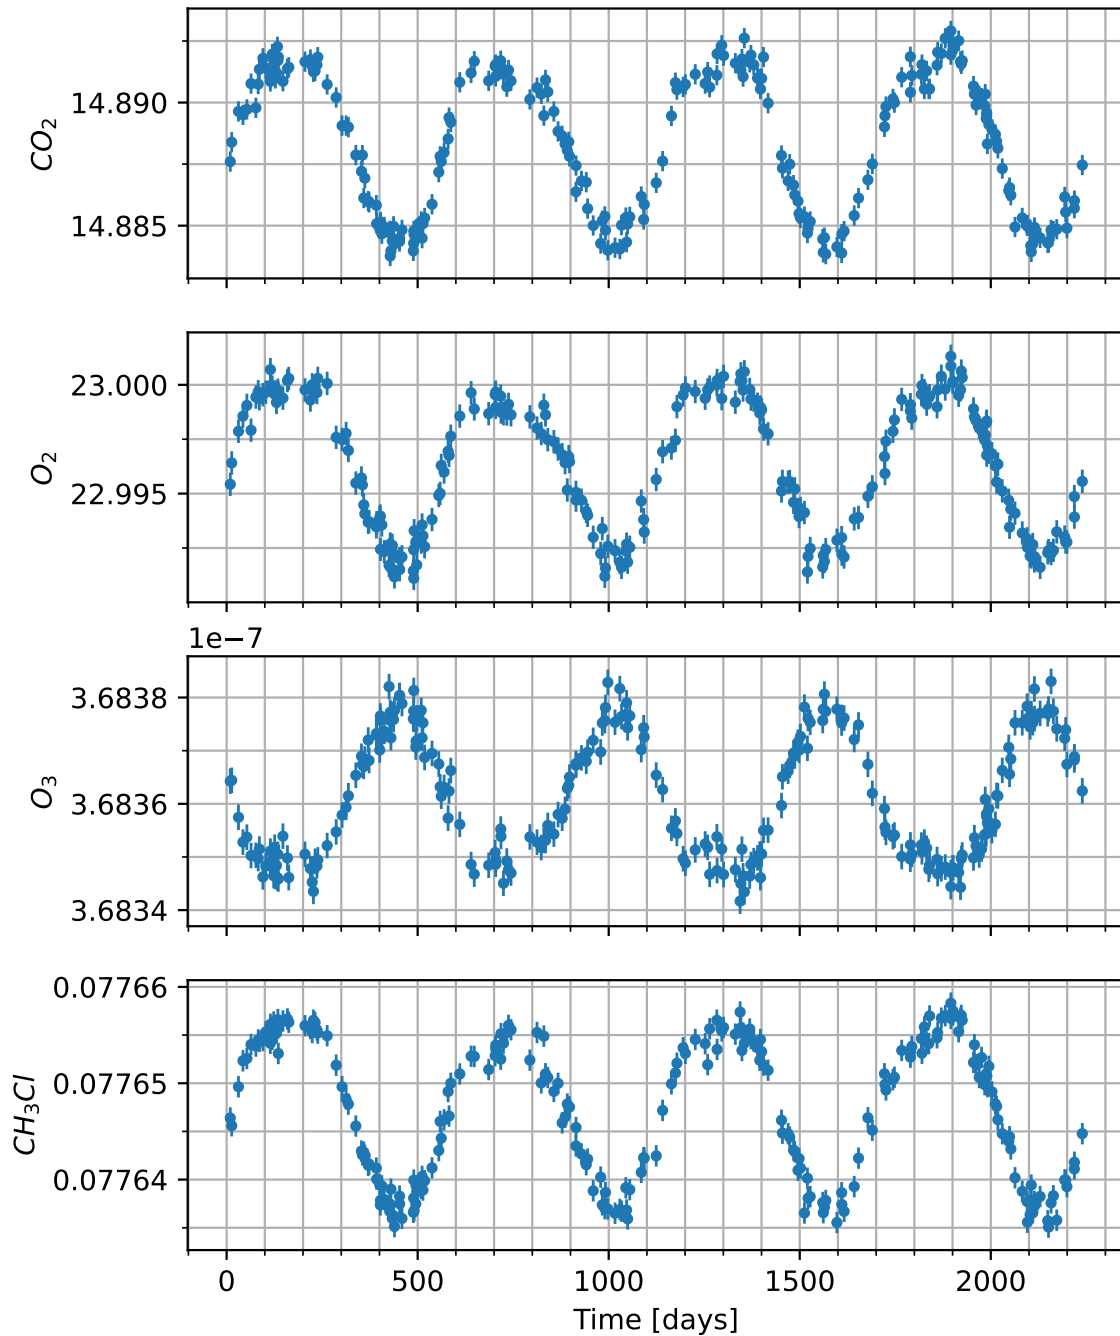 14.890
14.885
CO₂
23.000
22.995
O₂
1e−7
3.6838
3.6836
3.6834
O₃
0.07766
0.07765
0.07764
CH₃Cl
0 500 1000 1500 2000
Time [days]